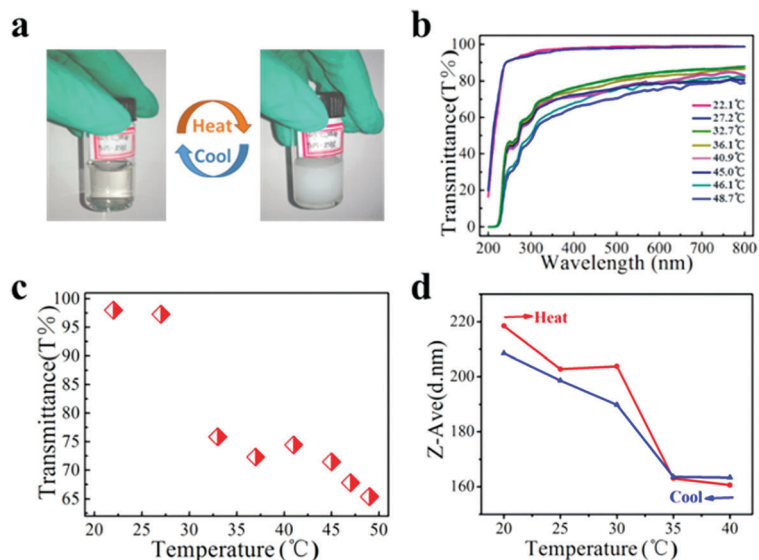 a
Heat
Cool
b
Transmittance(T%)
100
80
60
40
20
0
22.1℃
27.2℃
32.7℃
36.1℃
40.9℃
45.0℃
46.1℃
48.7℃
200 300 400 500 600 700 800
Wavelength (nm)
c
Transmittance(T%)
100
95
90
85
80
75
70
65
20 25 30 35 40 45 50
Temperature (℃)
d
Z-Ave(d.nm)
220
200
180
160
Heat
Cool
20 25 30 35 40
Temperature (℃)